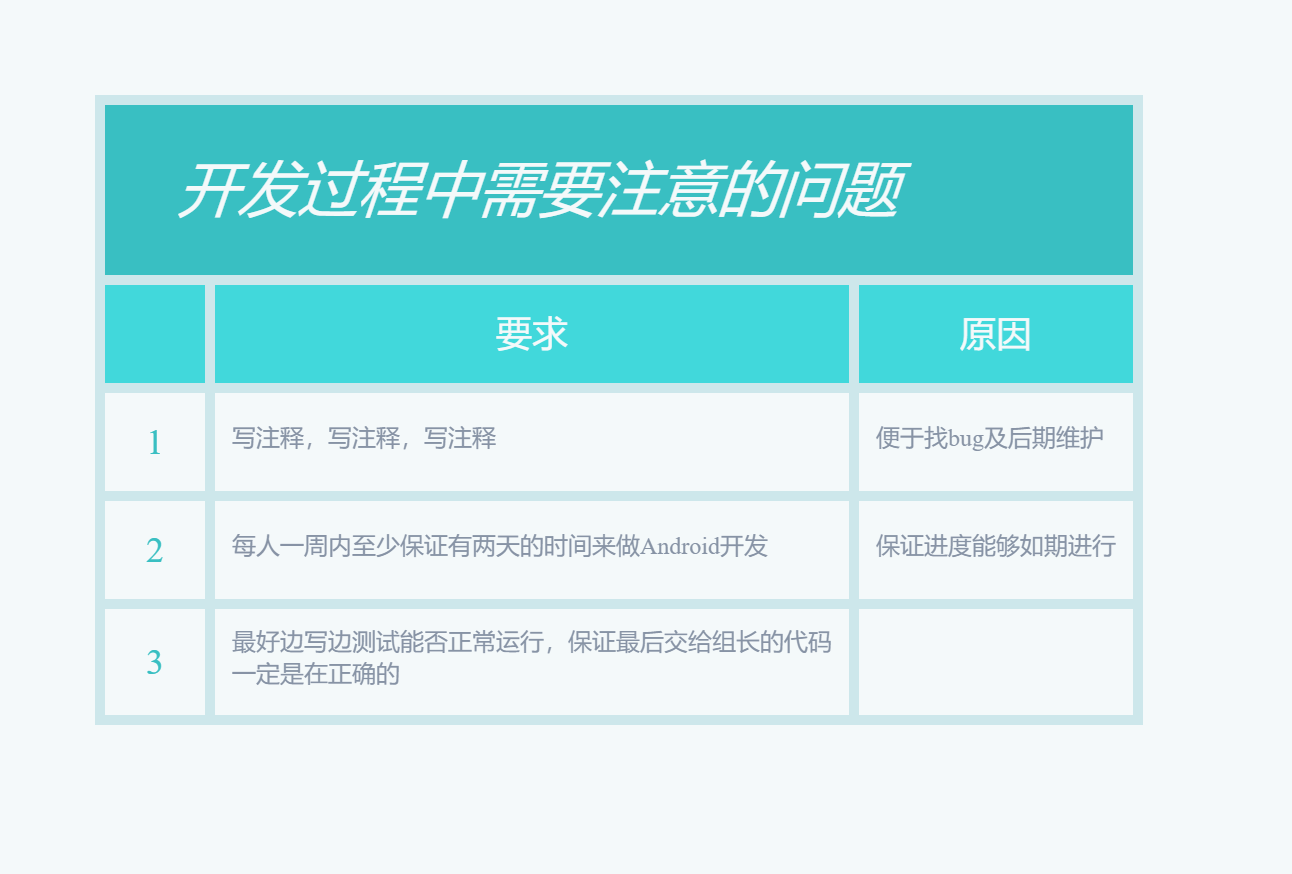 开发过程中需要注意的问题
要求 原因
1 写注释，写注释，写注释 便于找bug及后期维护
2 每人一周内至少保证有两天的时间来做Android开发 保证进度能够如期进行
3 最好边写边测试能否正常运行，保证最后交给组长的代码
一定是在正确的